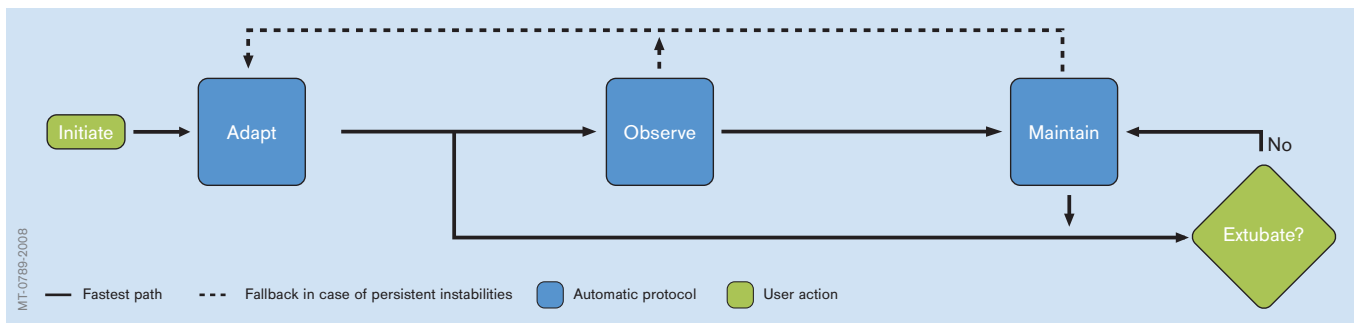 Initiate
Adapt
Observe
Maintain
No
Extubate?
MT-0789-2008
Fastest path
Fallback in case of persistent instabilities
Automatic protocol
User action